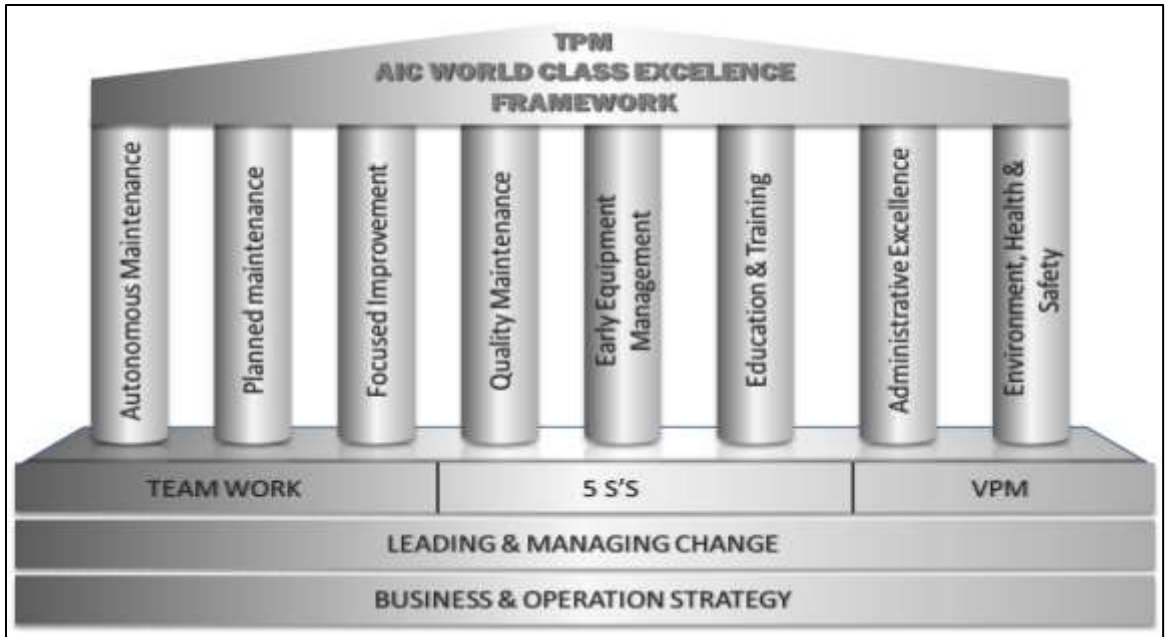 TPM
AIC WORLD CLASS EXCELENCE
FRAMEWORK
Autonomous Maintenance
Planned maintenance
Focused Improvement
Quality Maintenance
Early Equipment
Management
Education & Training
Administrative Excellence
Environment, Health &
Safety
TEAM WORK
5 S'S
VPM
LEADING & MANAGING CHANGE
BUSINESS & OPERATION STRATEGY